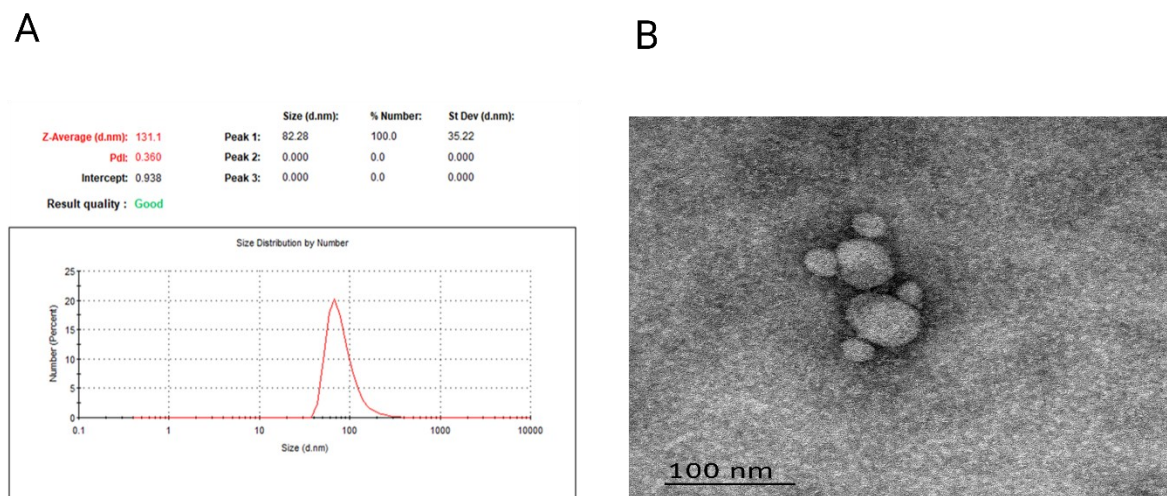 A
B
Size (d.nm): % Number: St Dev (d.nm):
Z-Average (d.nm): 131.1 Peak 1: 82.28 100.0 35.22
PdI: 0.360 Peak 2: 0.000 0.0 0.000
Intercept: 0.938 Peak 3: 0.000 0.0 0.000
Result quality : Good
Size Distribution by Number
Number (Percent)
25
20
15
10
5
0
0.1 1 10 100 1000 10000
Size (d.nm)
100 nm